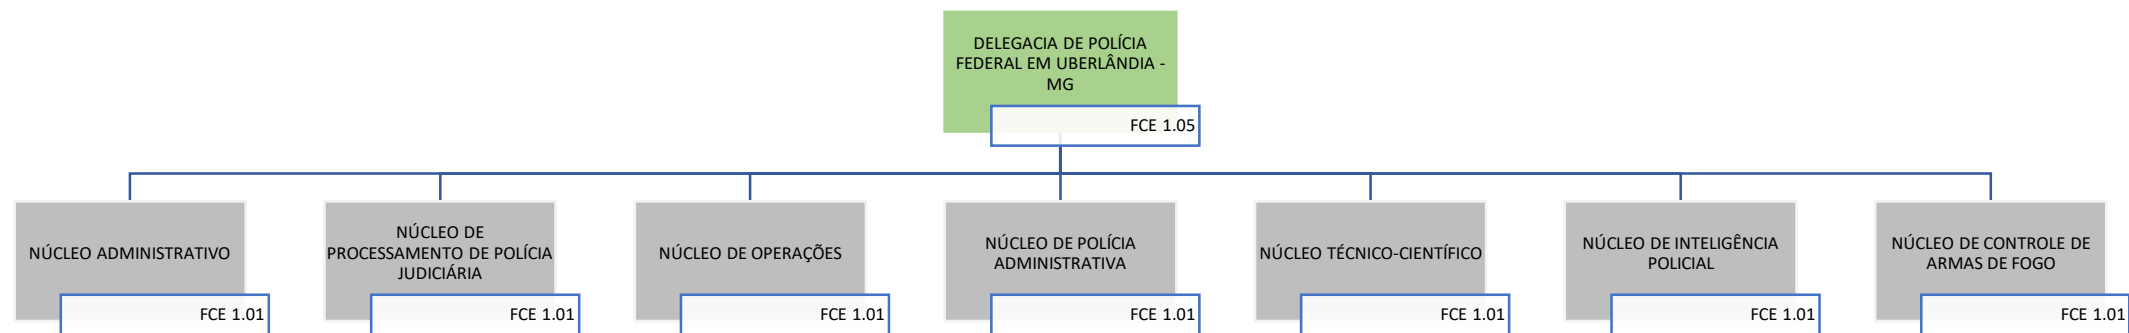 DELEGACIA DE POLÍCIA
FEDERAL EM UBERLÂNDIA -
MG
FCE 1.05
NÚCLEO ADMINISTRATIVO
FCE 1.01
NÚCLEO DE
PROCESSAMENTO DE POLÍCIA
JUDICIÁRIA
FCE 1.01
NÚCLEO DE OPERAÇÕES
FCE 1.01
NÚCLEO DE POLÍCIA
ADMINISTRATIVA
FCE 1.01
NÚCLEO TÉCNICO-CIENTÍFICO
FCE 1.01
NÚCLEO DE INTELIGÊNCIA
POLICIAL
FCE 1.01
NÚCLEO DE CONTROLE DE
ARMAS DE FOGO
FCE 1.01